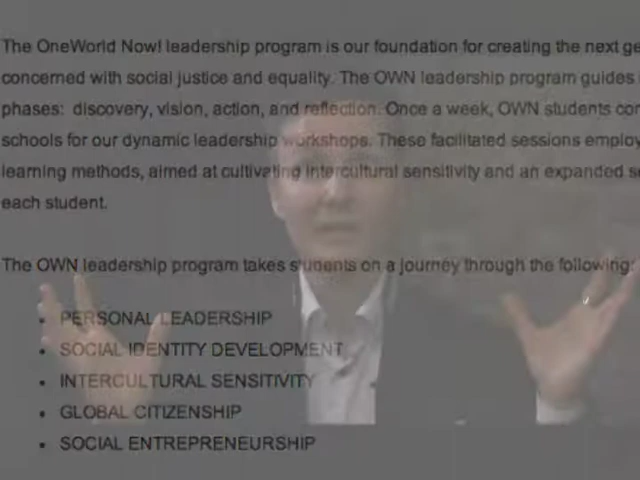 The OneWorld Now! leadership program is our foundation for creating the next ge
concerned with social justice and equality. The OWN leadership program guides
phases: discovery, vision, action, and reflection. Once a week, OWN students
schools for our dynamic leadership workshops. These facilitated sessions employ
learning methods, aimed at cultivating intercultural sensitivity and an expanded
each student.
The OWN leadership program takes students on a journey through the following:
• PERSONAL LEADERSHIP
• SOCIAL IDENTITY DEVELOPMENT
• INTERCULTURAL SENSITIVITY
• GLOBAL CITIZENSHIP
• SOCIAL ENTREPRENEURSHIP